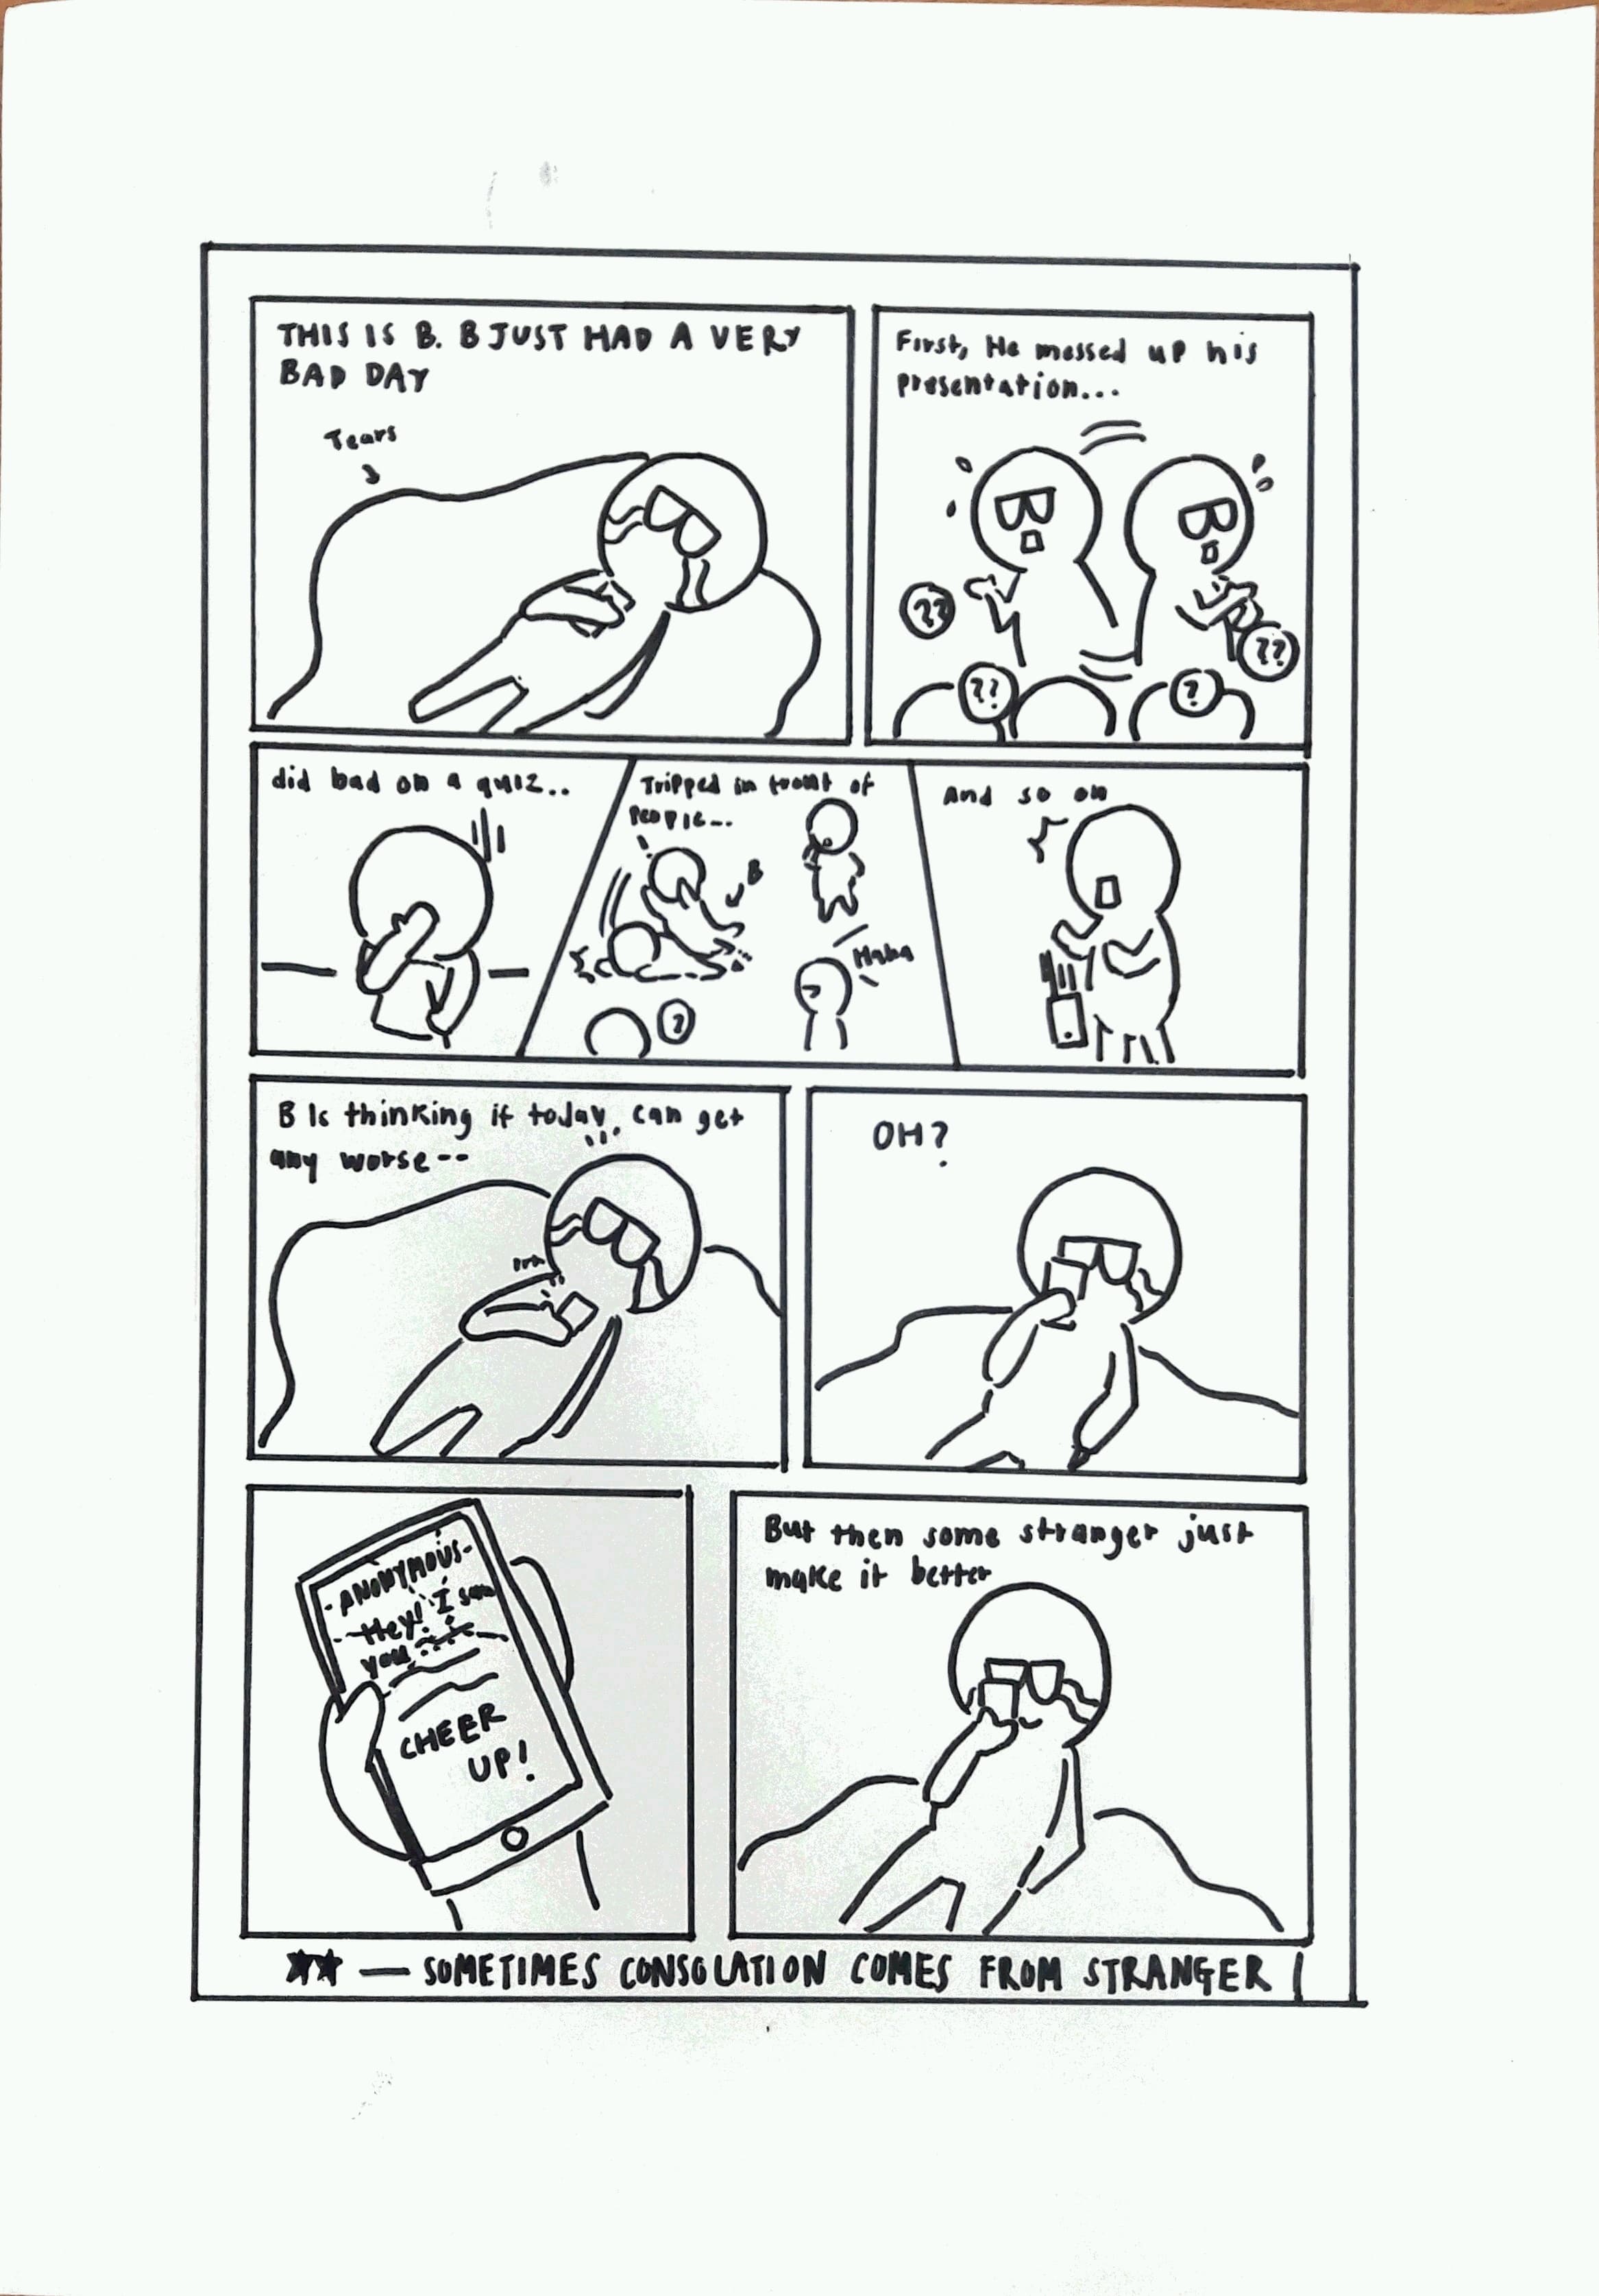 THIS IS B. B JUST HAD A VERY
BAD DAY
Tears
First, He messed up his
presentation...
??
??
??
?
did bad on a quiz..
Tripped in front of
people...
B
Haha
?
And so on
B Is thinking if today can get
any worse--
OH?
-ANONYMOUS-
-Hey! I saw
you
CHEER
UP!
But then some stranger just
make it better
★★ — SOMETIMES CONSOLATION COMES FROM STRANGER